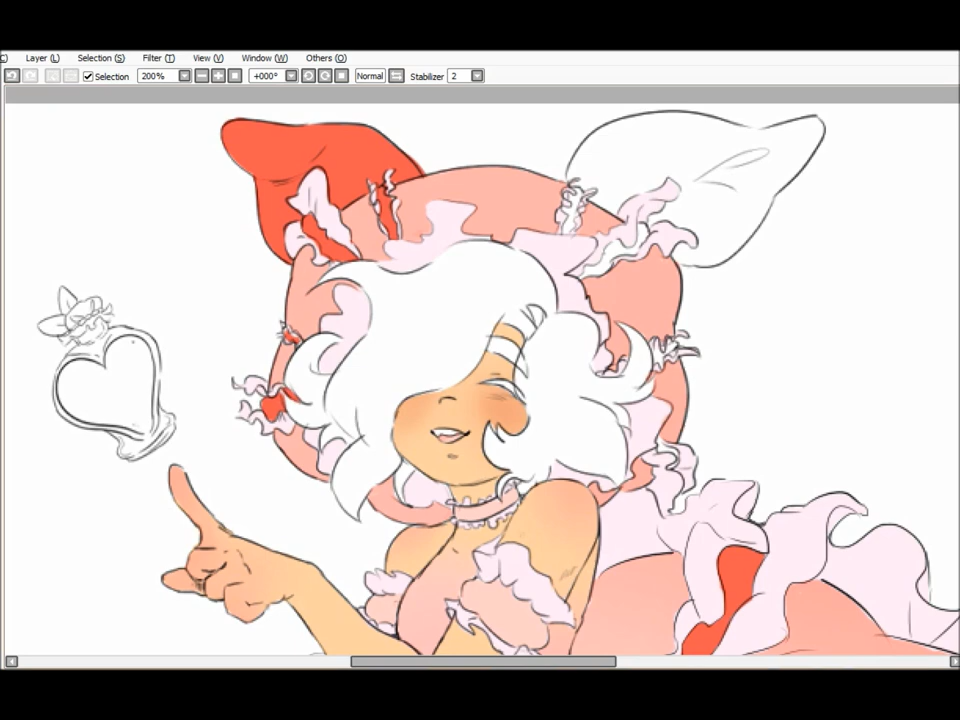 Layer (L) Selection (S) Filter (T) View (V) Window (W) Others (O)
Selection 200% +000° Normal Stabilizer 2